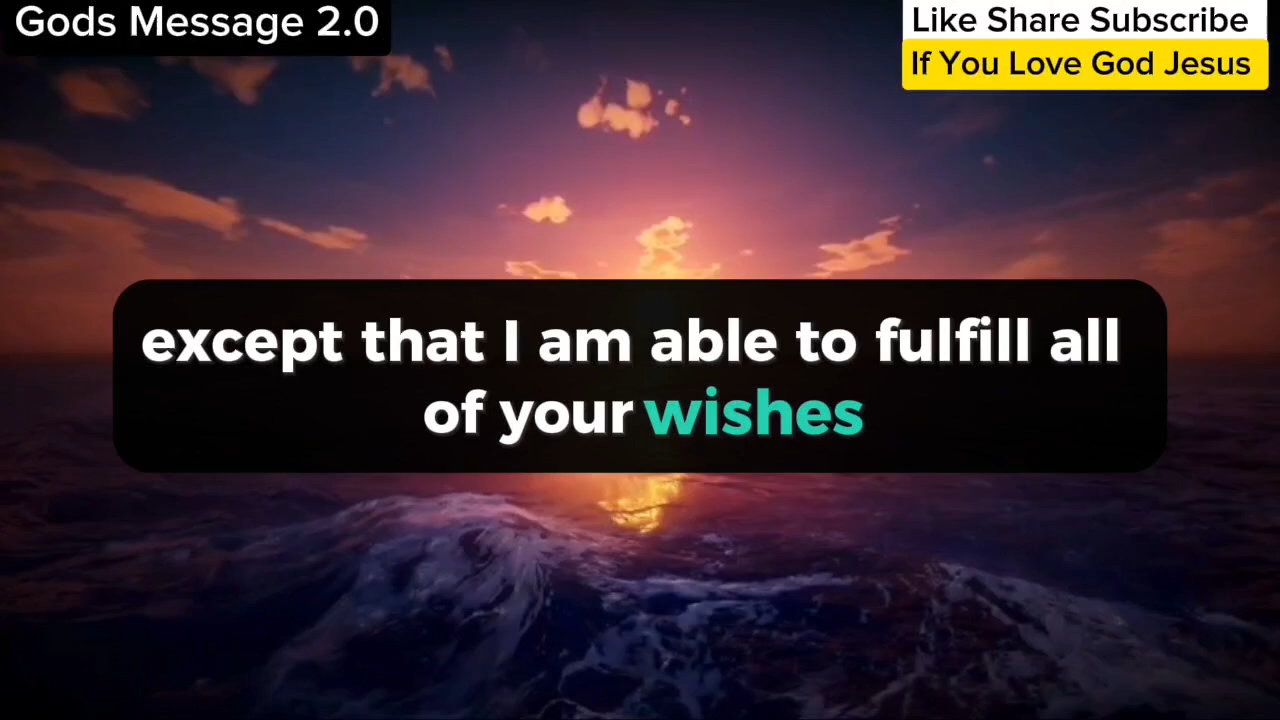 Gods Message 2.0
Like Share Subscribe
If You Love God Jesus
except that I am able to fulfill all
of your wishes